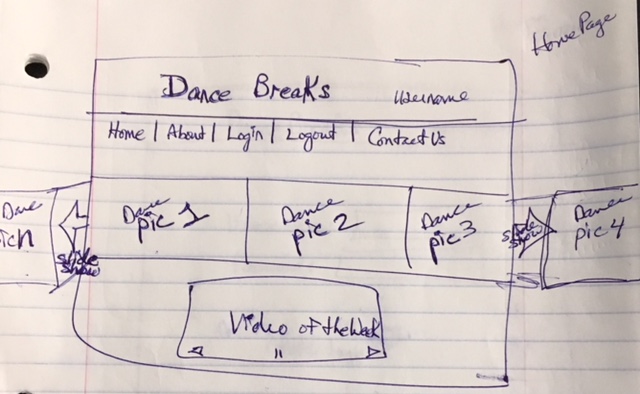 Home Page
Dance Breaks
Username
Home | About | Login | Logout | Contact Us
Dance pic n
slide show
Dance pic 1
Dance pic 2
Dance pic 3
slide show
Dance pic 4
Video of the Week